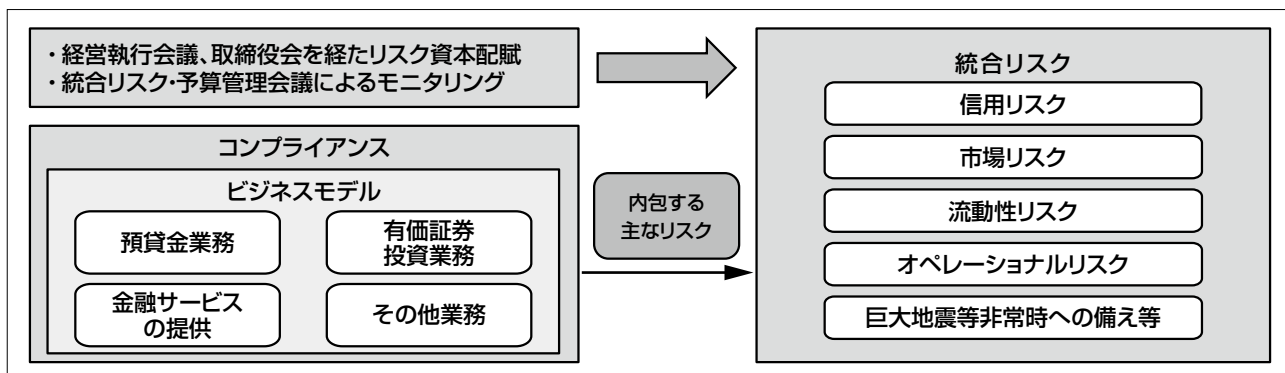 ・経営執行会議、取締役会を経たリスク資本配賦
・統合リスク・予算管理会議によるモニタリング
コンプライアンス
ビジネスモデル
預貸金業務
有価証券
投資業務
金融サービス
の提供
その他業務
内包する
主なリスク
統合リスク
信用リスク
市場リスク
流動性リスク
オペレーショナルリスク
巨大地震等非常時への備え等